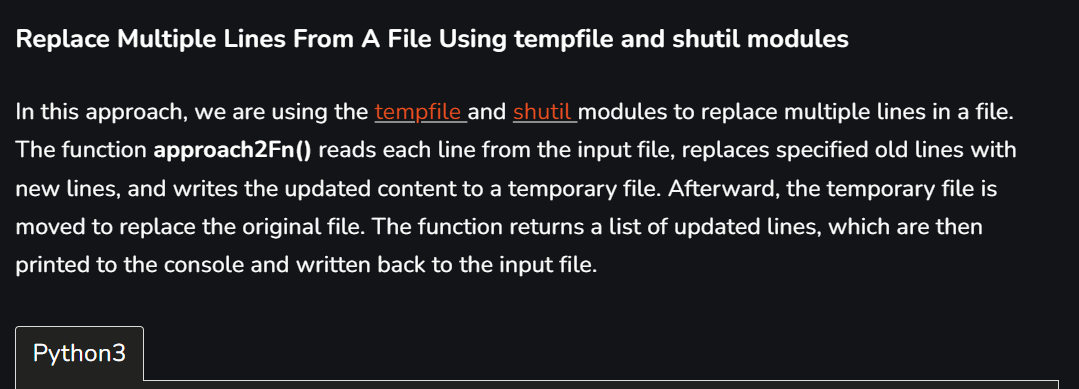 Replace Multiple Lines From A File Using tempfile and shutil modules
In this approach, we are using the tempfile and shutil modules to replace multiple lines in a file.
The function approach2Fn() reads each line from the input file, replaces specified old lines with
new lines, and writes the updated content to a temporary file. Afterward, the temporary file is
moved to replace the original file. The function returns a list of updated lines, which are then
printed to the console and written back to the input file.
Python3